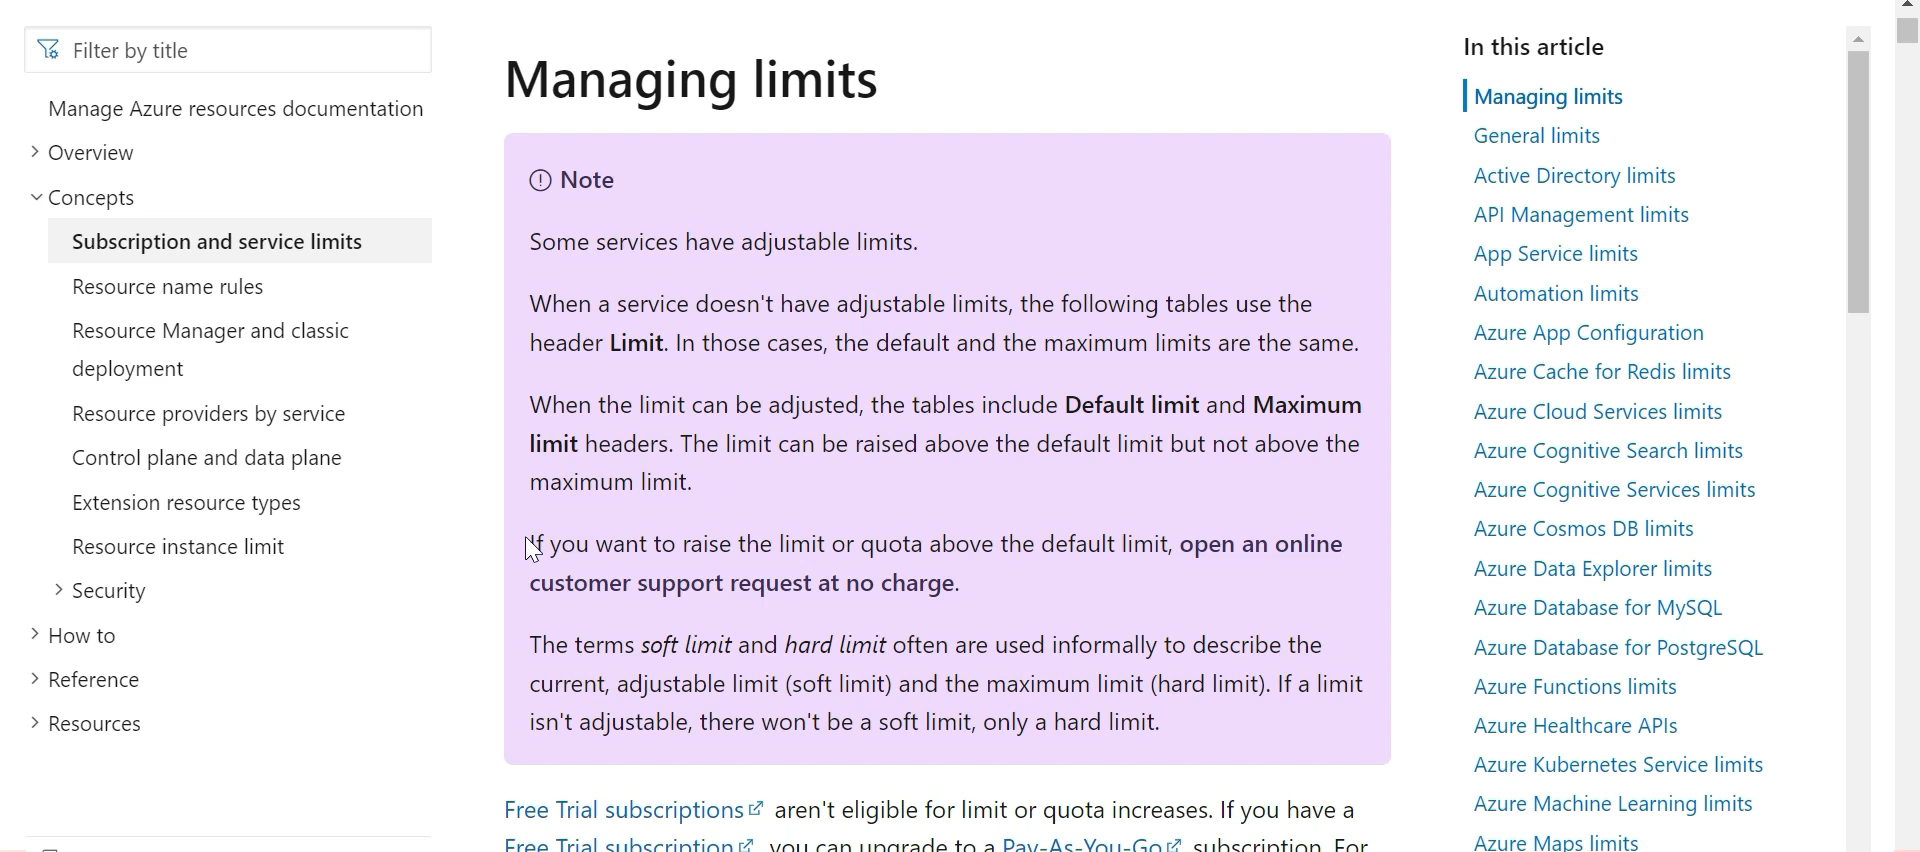 Filter by title
Manage Azure resources documentation
Overview
Concepts
Subscription and service limits
Resource name rules
Resource Manager and classic
deployment
Resource providers by service
Control plane and data plane
Extension resource types
Resource instance limit
Security
How to
Reference
Resources
Managing limits
Note
Some services have adjustable limits.
When a service doesn't have adjustable limits, the following tables use the
header Limit. In those cases, the default and the maximum limits are the same.
When the limit can be adjusted, the tables include Default limit and Maximum
limit headers. The limit can be raised above the default limit but not above the
maximum limit.
If you want to raise the limit or quota above the default limit, open an online
customer support request at no charge.
The terms soft limit and hard limit often are used informally to describe the
current, adjustable limit (soft limit) and the maximum limit (hard limit). If a limit
isn't adjustable, there won't be a soft limit, only a hard limit.
Free Trial subscriptions aren't eligible for limit or quota increases. If you have a
Free Trial subscription, you can upgrade to a Pay-As-You-Go subscription. For
In this article
Managing limits
General limits
Active Directory limits
API Management limits
App Service limits
Automation limits
Azure App Configuration
Azure Cache for Redis limits
Azure Cloud Services limits
Azure Cognitive Search limits
Azure Cognitive Services limits
Azure Cosmos DB limits
Azure Data Explorer limits
Azure Database for MySQL
Azure Database for PostgreSQL
Azure Functions limits
Azure Healthcare APIs
Azure Kubernetes Service limits
Azure Machine Learning limits
Azure Maps limits